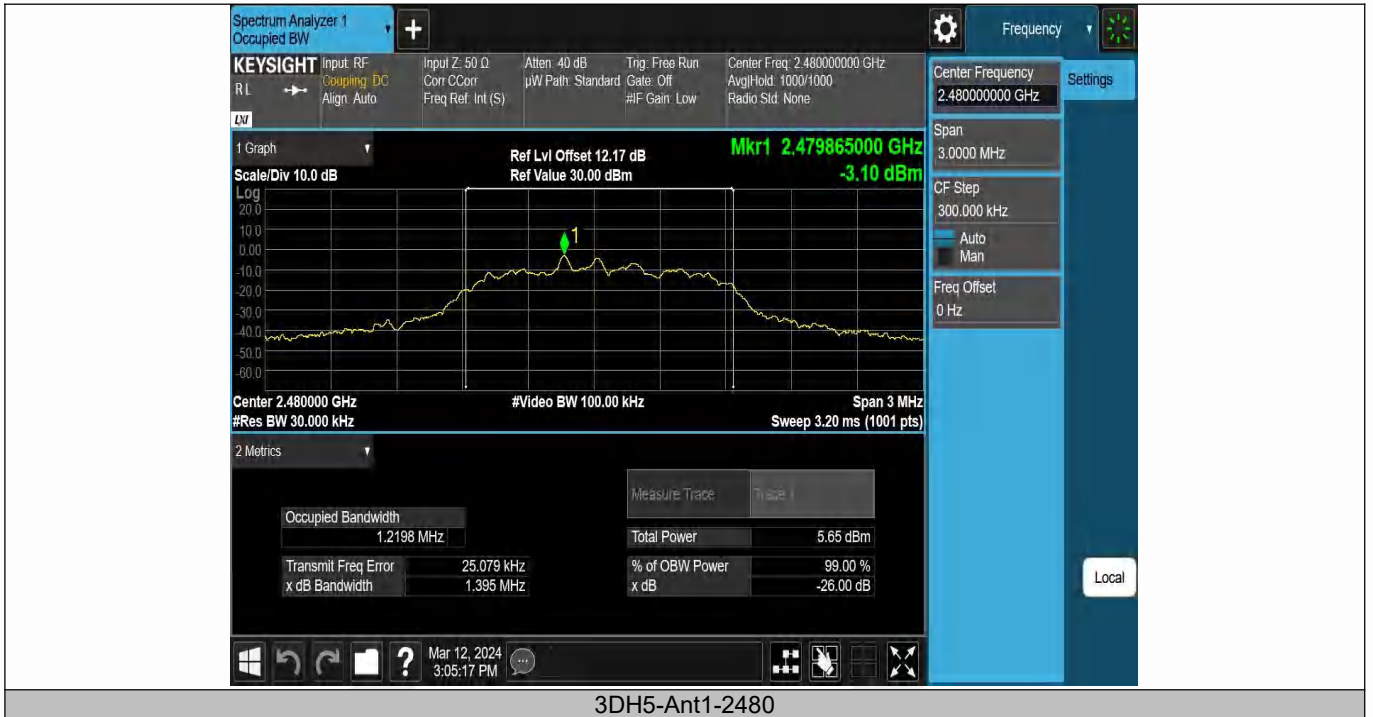 Spectrum Analyzer 1
Occupied BW
+
Frequency
KEYSIGHT
RL
LXI
Input: RF
Coupling: DC
Align: Auto
Input Z: 50 Ω
Corr CCorr
Freq Ref: Int (S)
Atten: 40 dB
µW Path: Standard
Trig: Free Run
Gate: Off
#IF Gain: Low
Center Freq: 2.480000000 GHz
Avg|Hold: 1000/1000
Radio Std: None
Center Frequency
2.480000000 GHz
Settings
Span
3.0000 MHz
CF Step
300.000 kHz
Auto
Man
Freq Offset
0 Hz
Local
1 Graph
Scale/Div 10.0 dB
Ref Lvl Offset 12.17 dB
Ref Value 30.00 dBm
Mkr1 2.479865000 GHz
-3.10 dBm
Log
20.0
10.0
0.00
-10.0
-20.0
-30.0
-40.0
-50.0
-60.0
1
Center 2.480000 GHz
#Res BW 30.000 kHz
#Video BW 100.00 kHz
Span 3 MHz
Sweep 3.20 ms (1001 pts)
2 Metrics
Measure Trace
Trace 1
Occupied Bandwidth
1.2198 MHz
Total Power 5.65 dBm
Transmit Freq Error 25.079 kHz
% of OBW Power 99.00 %
x dB Bandwidth 1.395 MHz
x dB -26.00 dB
?
Mar 12, 2024
3:05:17 PM
3DH5-Ant1-2480